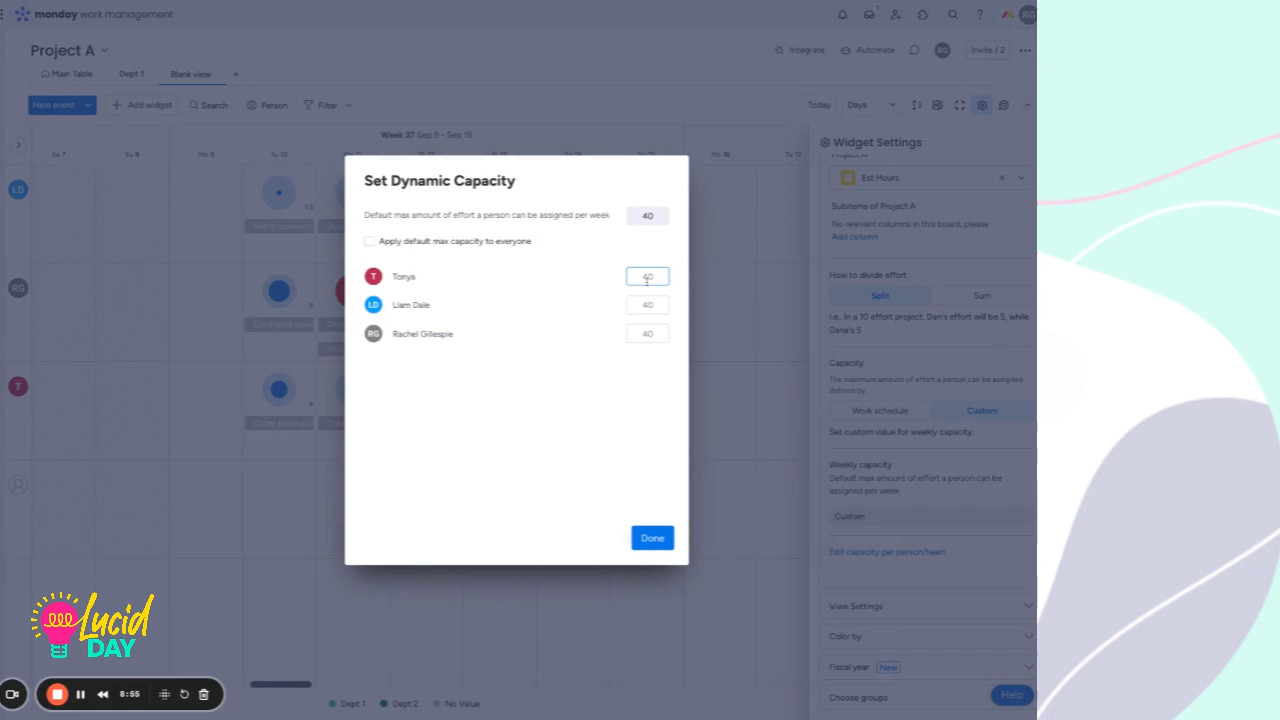 monday work management
RG
Project A
Integrate
Automate
RG
Invite / 2
Main Table
Dept 1
Blank view
+
New event
Add widget
Search
Person
Filter
Today
Days
Week 37 Sep 9 - Sep 15
Sa 7
Su 8
Mo 9
Tu 10
Mo 16
Tu 17
LD
RG
T
Set Dynamic Capacity
Default max amount of effort a person can be assigned per week
40
Apply default max capacity to everyone
T
Tonya
40
LD
Liam Dale
40
RG
Rachel Gillespie
40
Done
Widget Settings
Project A
Est Hours
Subitems of Project A
No relevant columns in this board, please
Add column
How to divide effort
Split
Sum
i.e., In a 10 effort project, Dan's effort will be 5, while
Dana's 5
Capacity
The maximum amount of effort a person can be assigned
defined by:
Work schedule
Custom
Set custom value for weekly capacity.
Weekly capacity
Default max amount of effort a person can be
assigned per week
Custom
Edit capacity per person/team
View Settings
Color by
Fiscal year
New
Choose groups
Help
Dept 1
Dept 2
No Value
Lucid
DAY
8:55